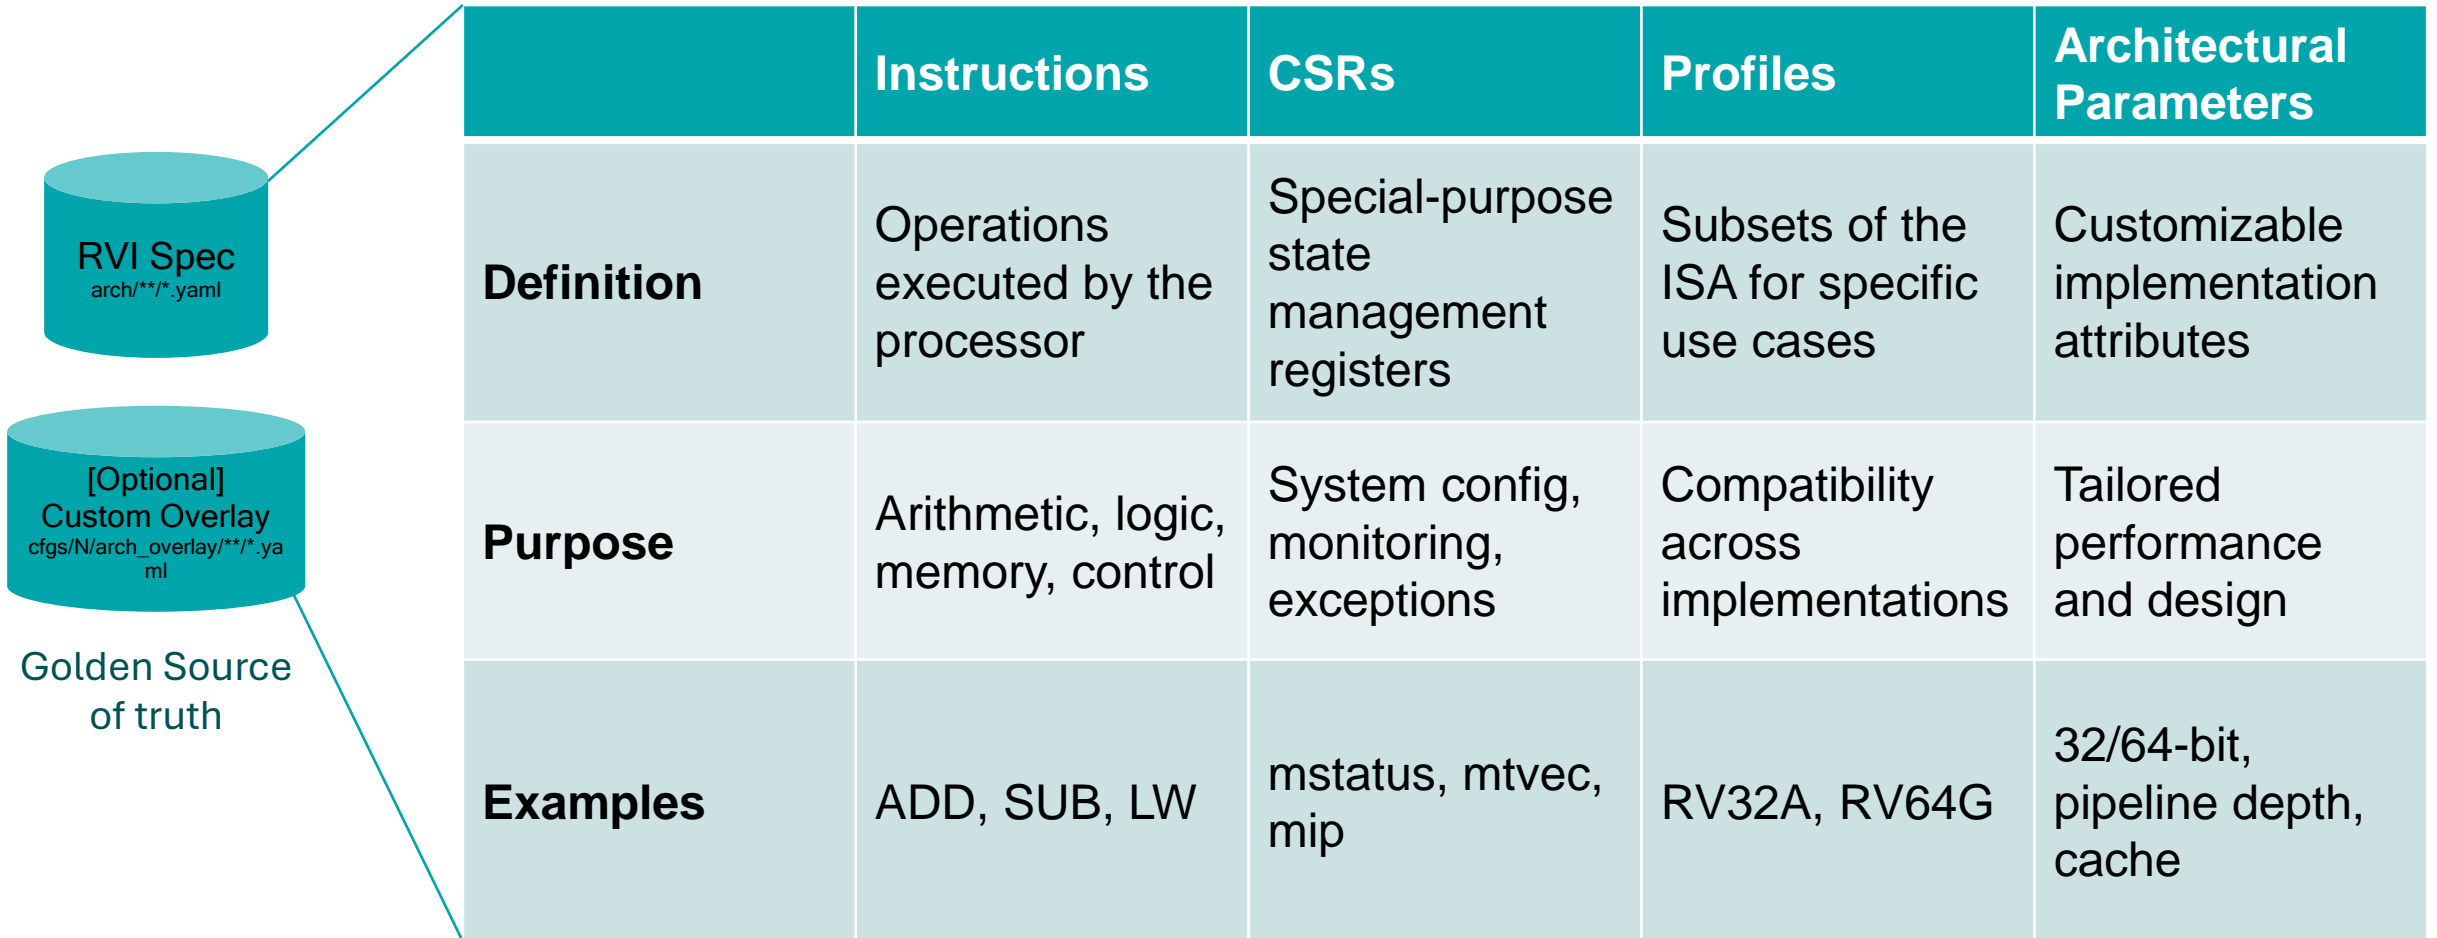 RVI Spec
arch/**/*.yaml
[Optional]
Custom Overlay
cfgs/N/arch_overlay/**/*.ya
ml
Golden Source
of truth
Instructions
CSRs
Profiles
Architectural
Parameters
Definition
Operations
executed by the
processor
Special-purpose
state
management
registers
Subsets of the
ISA for specific
use cases
Customizable
implementation
attributes
Purpose
Arithmetic, logic,
memory, control
System config,
monitoring,
exceptions
Compatibility
across
implementations
Tailored
performance
and design
Examples
ADD, SUB, LW
mstatus, mtvec,
mip
RV32A, RV64G
32/64-bit,
pipeline depth,
cache